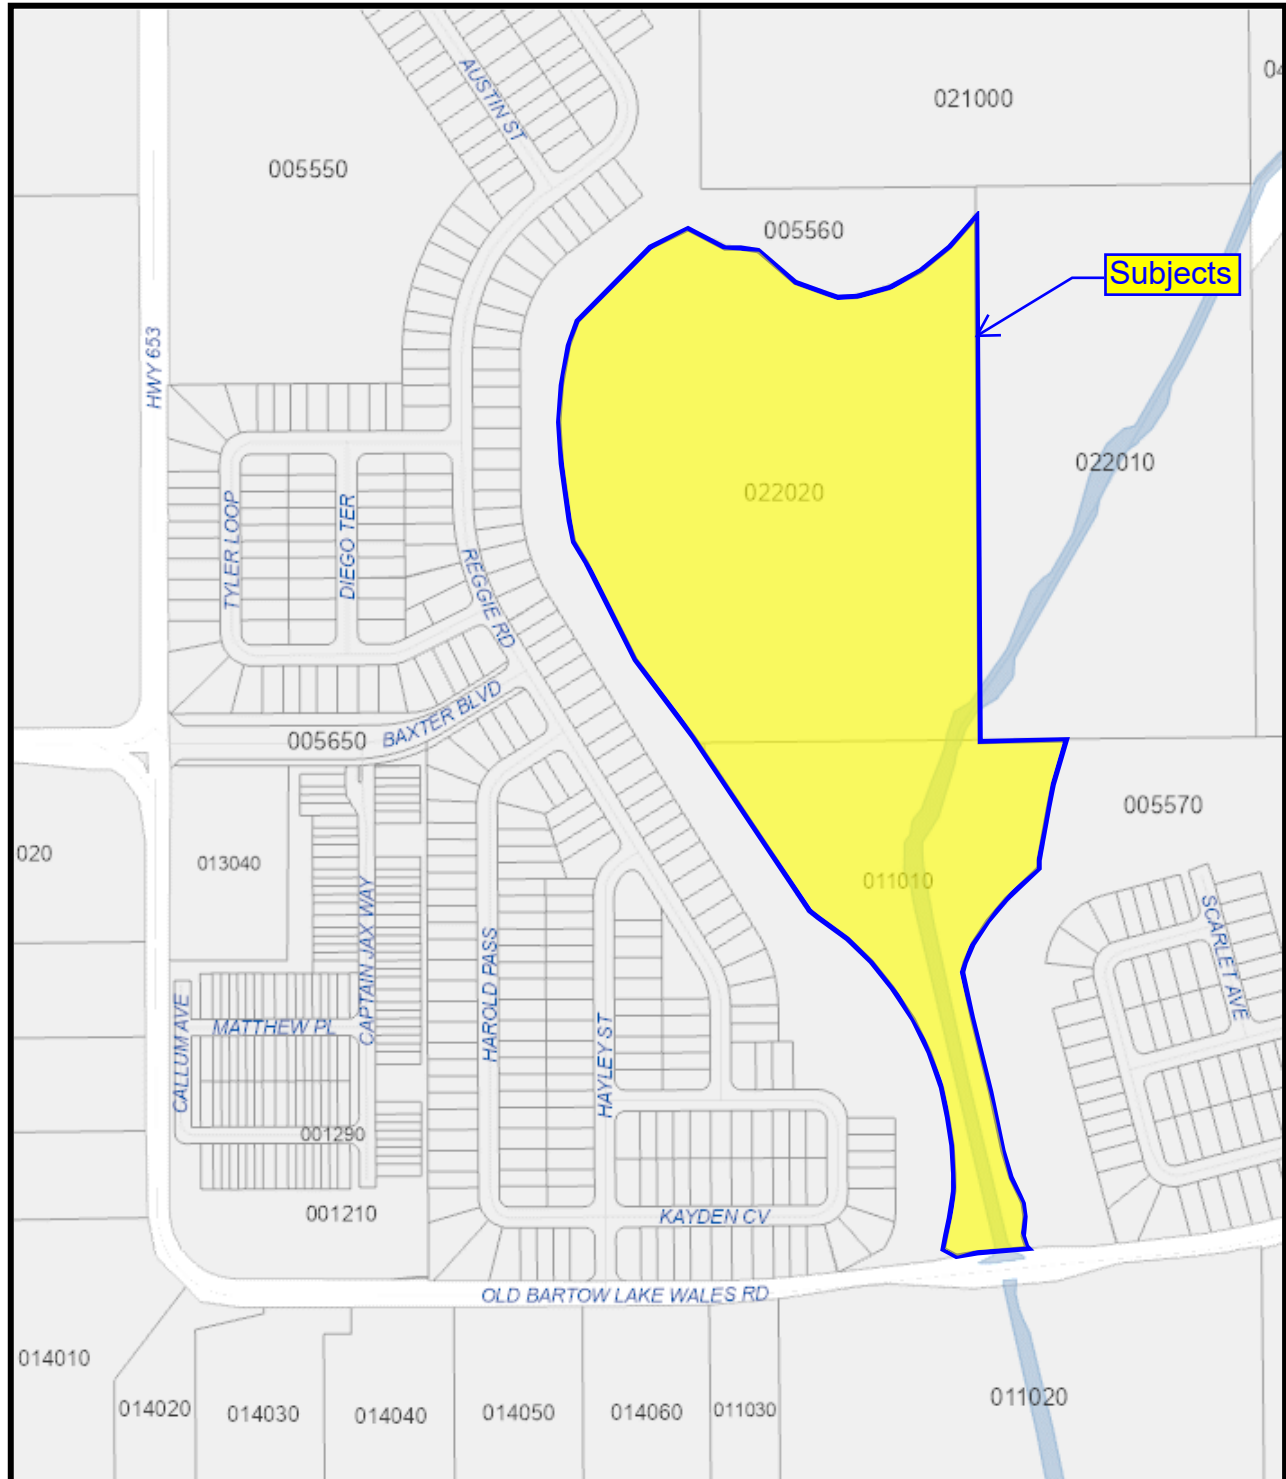 AUSTIN ST
021000
04
005550
005560
Subjects
HWY 653
022010
022020
TYLER LOOP
DIEGO TER
REGGIE RD
BAXTER BLVD
005650
005570
020
013040
011010
CAPTAIN JAX WAY
HAROLD PASS
SCARLET AVE
CALLUM AVE
MATTHEW PL
HAYLEY ST
001290
001210
KAYDEN CV
OLD BARTOW LAKE WALES RD
014010
014020
014030
014040
014050
014060
011030
011020